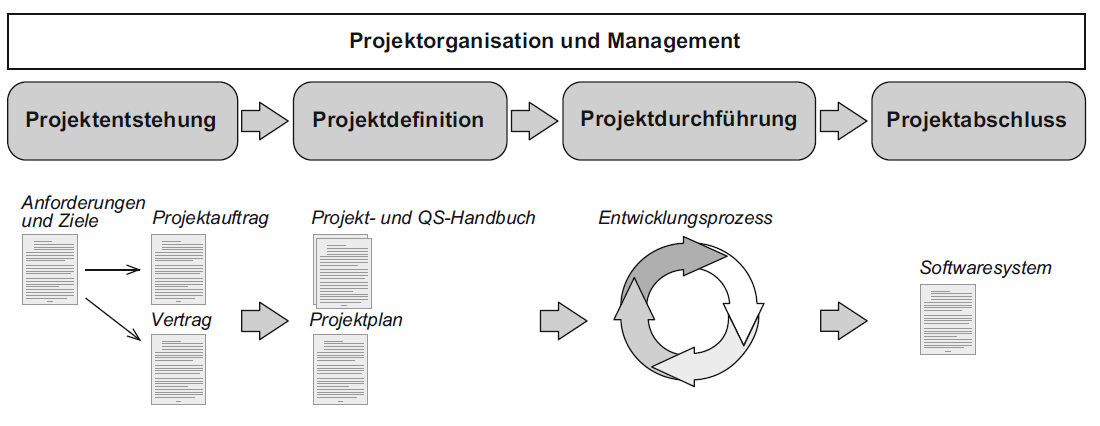 Projektorganisation und Management
Projektentstehung
Projektdefinition
Projektdurchführung
Projektabschluss
Anforderungen
und Ziele
Projektauftrag
Vertrag
Projekt- und QS-Handbuch
Projektplan
Entwicklungsprozess
Softwaresystem